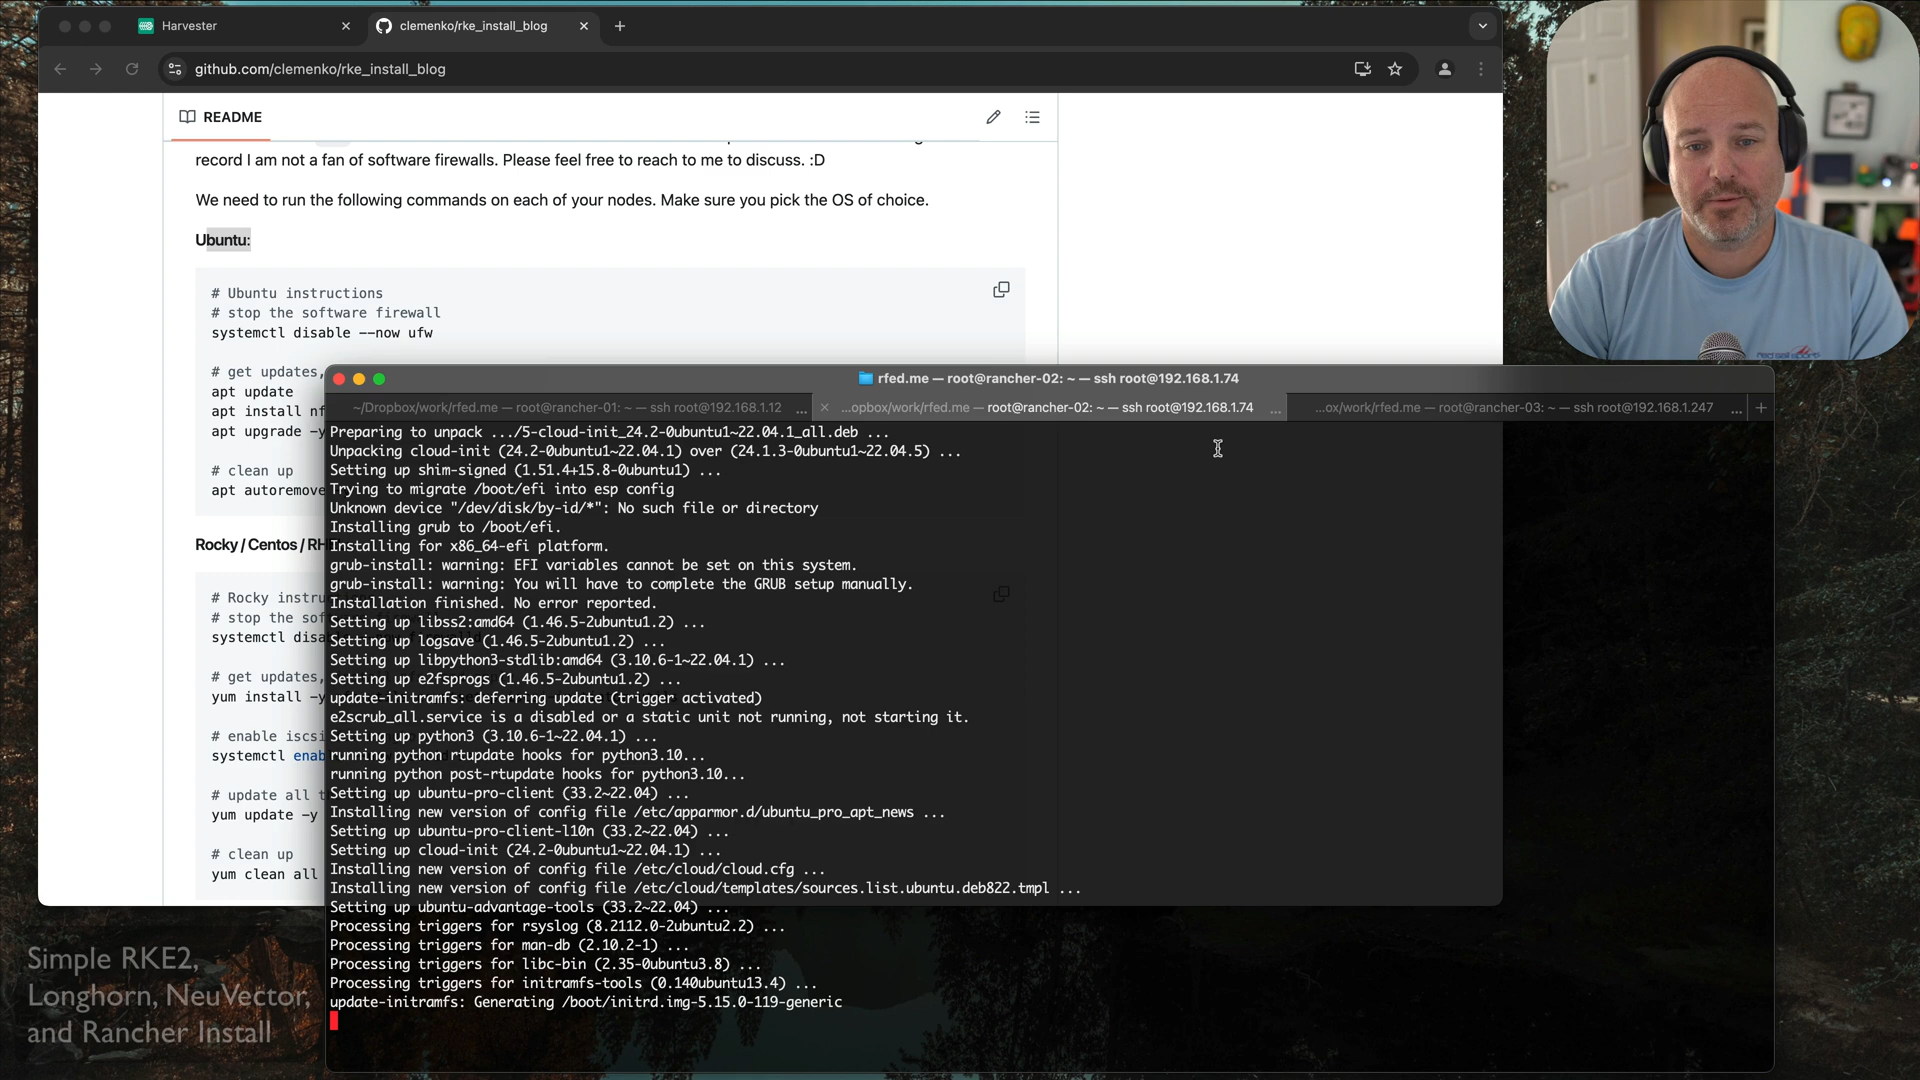 Harvester
clemenko/rke_install_blog
github.com/clemenko/rke_install_blog
README
record I am not a fan of software firewalls. Please feel free to reach to me to discuss. :D
We need to run the following commands on each of your nodes. Make sure you pick the OS of choice.
Ubuntu:
# Ubuntu instructions
# stop the software firewall
systemctl disable --now ufw
# get updates,
apt update
apt install nf
apt upgrade -y
# clean up
apt autoremove
Rocky / Centos / RH
# Rocky instru
# stop the sof
systemctl disa
# get updates,
yum install -y
# enable iscsi
systemctl enab
# update all t
yum update -y
# clean up
yum clean all
rfed.me — root@rancher-02: ~ — ssh root@192.168.1.74
~/Dropbox/work/rfed.me — root@rancher-01: ~ — ssh root@192.168.1.12 ...
...opbox/work/rfed.me — root@rancher-02: ~ — ssh root@192.168.1.74 ...
...ox/work/rfed.me — root@rancher-03: ~ — ssh root@192.168.1.247 ...
Preparing to unpack .../5-cloud-init_24.2-0ubuntu1~22.04.1_all.deb ...
Unpacking cloud-init (24.2-0ubuntu1~22.04.1) over (24.1.3-0ubuntu1~22.04.5) ...
Setting up shim-signed (1.51.4+15.8-0ubuntu1) ...
Trying to migrate /boot/efi into esp config
Unknown device "/dev/disk/by-id/*": No such file or directory
Installing grub to /boot/efi.
Installing for x86_64-efi platform.
grub-install: warning: EFI variables cannot be set on this system.
grub-install: warning: You will have to complete the GRUB setup manually.
Installation finished. No error reported.
Setting up libss2:amd64 (1.46.5-2ubuntu1.2) ...
Setting up logsave (1.46.5-2ubuntu1.2) ...
Setting up libpython3-stdlib:amd64 (3.10.6-1~22.04.1) ...
Setting up e2fsprogs (1.46.5-2ubuntu1.2) ...
update-initramfs: deferring update (trigger activated)
e2scrub_all.service is a disabled or a static unit not running, not starting it.
Setting up python3 (3.10.6-1~22.04.1) ...
running python rtupdate hooks for python3.10...
running python post-rtupdate hooks for python3.10...
Setting up ubuntu-pro-client (33.2~22.04) ...
Installing new version of config file /etc/apparmor.d/ubuntu_pro_apt_news ...
Setting up ubuntu-pro-client-l10n (33.2~22.04) ...
Setting up cloud-init (24.2-0ubuntu1~22.04.1) ...
Installing new version of config file /etc/cloud/cloud.cfg ...
Installing new version of config file /etc/cloud/templates/sources.list.ubuntu.deb822.tmpl ...
Setting up ubuntu-advantage-tools (33.2~22.04) ...
Processing triggers for rsyslog (8.2112.0-2ubuntu2.2) ...
Processing triggers for man-db (2.10.2-1) ...
Processing triggers for libc-bin (2.35-0ubuntu3.8) ...
Processing triggers for initramfs-tools (0.140ubuntu13.4) ...
update-initramfs: Generating /boot/initrd.img-5.15.0-119-generic
Simple RKE2,
Longhorn, NeuVector,
and Rancher Install